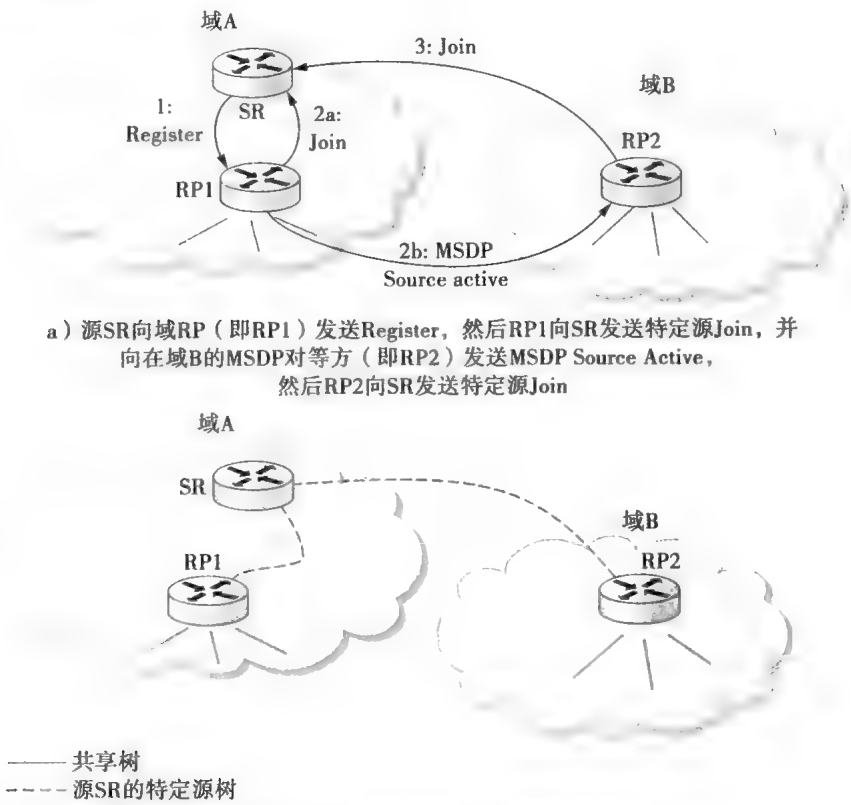 域A
3: Join
域B
1:
Register
SR
2a:
Join
RP2
RP1
2b: MSDP
Source active
a）源SR向域RP（即RP1）发送Register，然后RP1向SR发送特定源Join，并
向在域B的MSDP对等方（即RP2）发送MSDP Source Active，
然后RP2向SR发送特定源Join
域A
SR
域B
RP1
RP2
共享树
源SR的特定源树